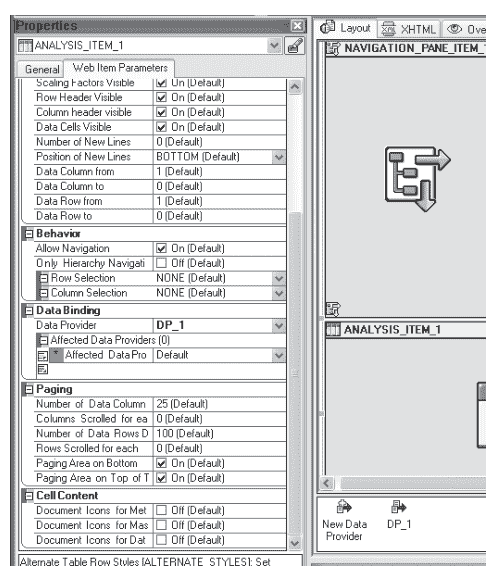 Properties
ANALYSIS_ITEM_1
General Web Item Parameters
Scaling Factors Visible On (Default)
Row Header Visible On (Default)
Column header visible On (Default)
Data Cells Visible On (Default)
Number of New Lines 0 (Default)
Position of New Lines BOTTOM (Default)
Data Column from 1 (Default)
Data Column to 0 (Default)
Data Row from 1 (Default)
Data Row to 0 (Default)
Behavior
Allow Navigation On (Default)
Only Hierarchy Navigati Off (Default)
Row Selection NONE (Default)
Column Selection NONE (Default)
Data Binding
Data Provider DP_1
Affected Data Providers (0)
* Affected DataPro Default
Paging
Number of Data Column 25 (Default)
Columns Scrolled for ea 0 (Default)
Number of Data Rows D 100 (Default)
Rows Scrolled for each 0 (Default)
Paging Area on Bottom On (Default)
Paging Area on Top of T On (Default)
Cell Content
Document Icons for Met Off (Default)
Document Icons for Mas Off (Default)
Document Icons for Dat Off (Default)
Alternate Table Row Styles [ALTERNATE_STYLES]: Set
Layout XHTML Ove
NAVIGATION_PANE_ITEM_
ANALYSIS_ITEM_1
New Data Provider
DP_1